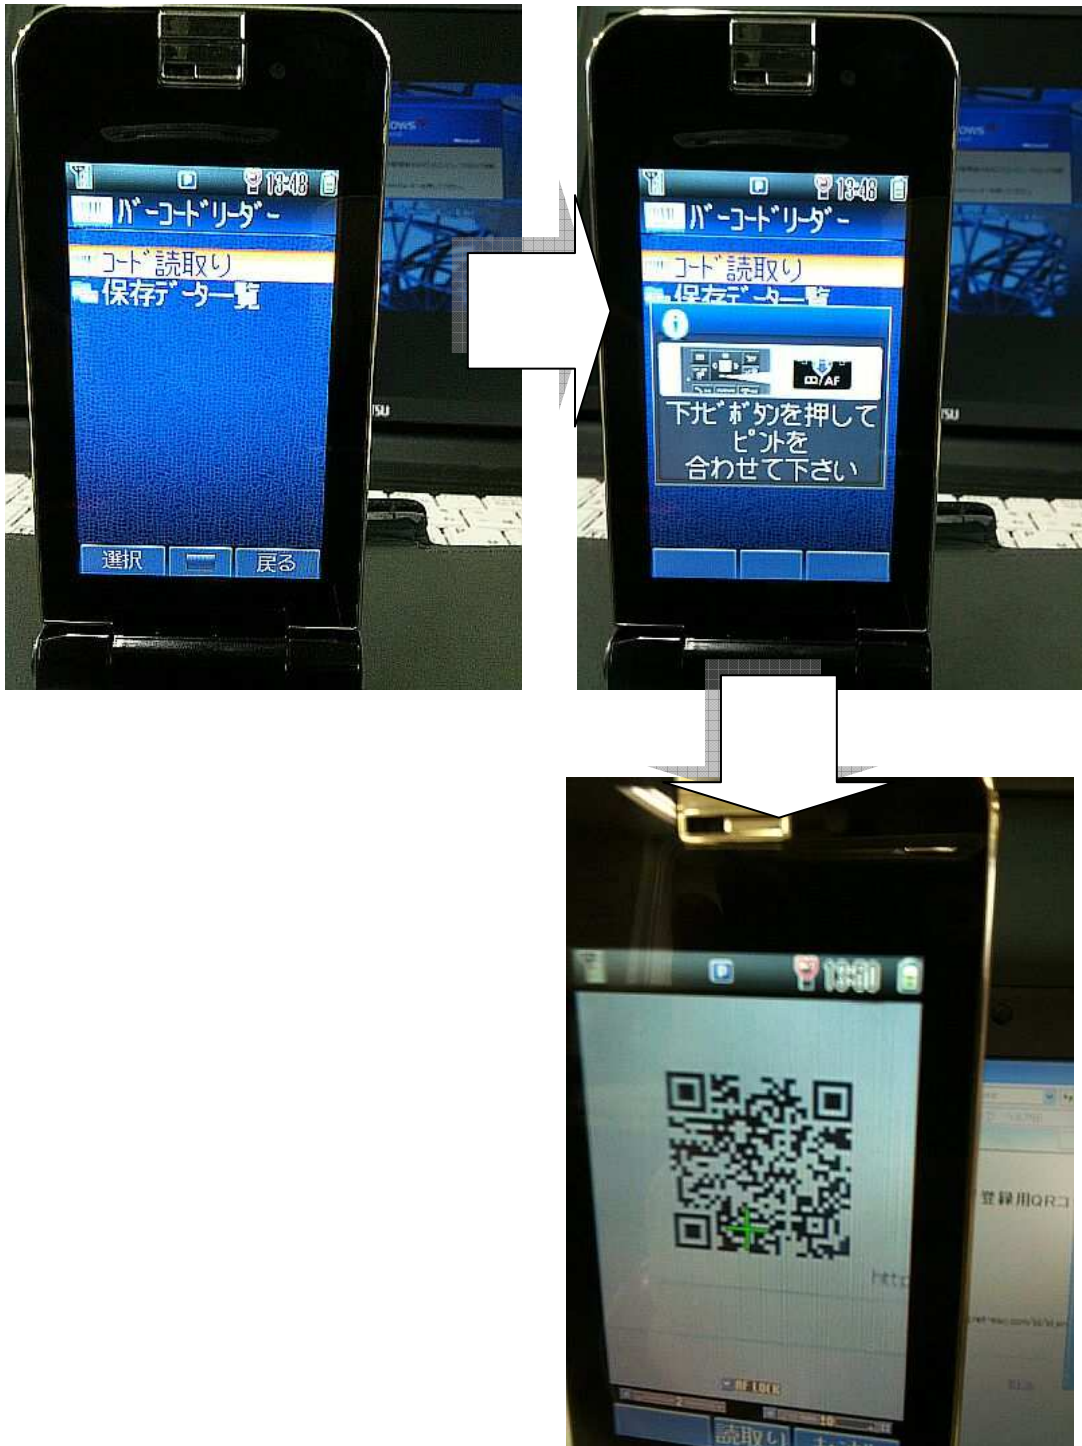 13:48
バーコードリーダー
コード読取り
保存データ一覧
選択
戻る
13:48
バーコードリーダー
コード読取り
保存データ一覧
/AF
下ナビボタンを押して
ピントを
合わせて下さい
SU
13:50
登録用QRコ
http
AF LOCK
2
10
読取り